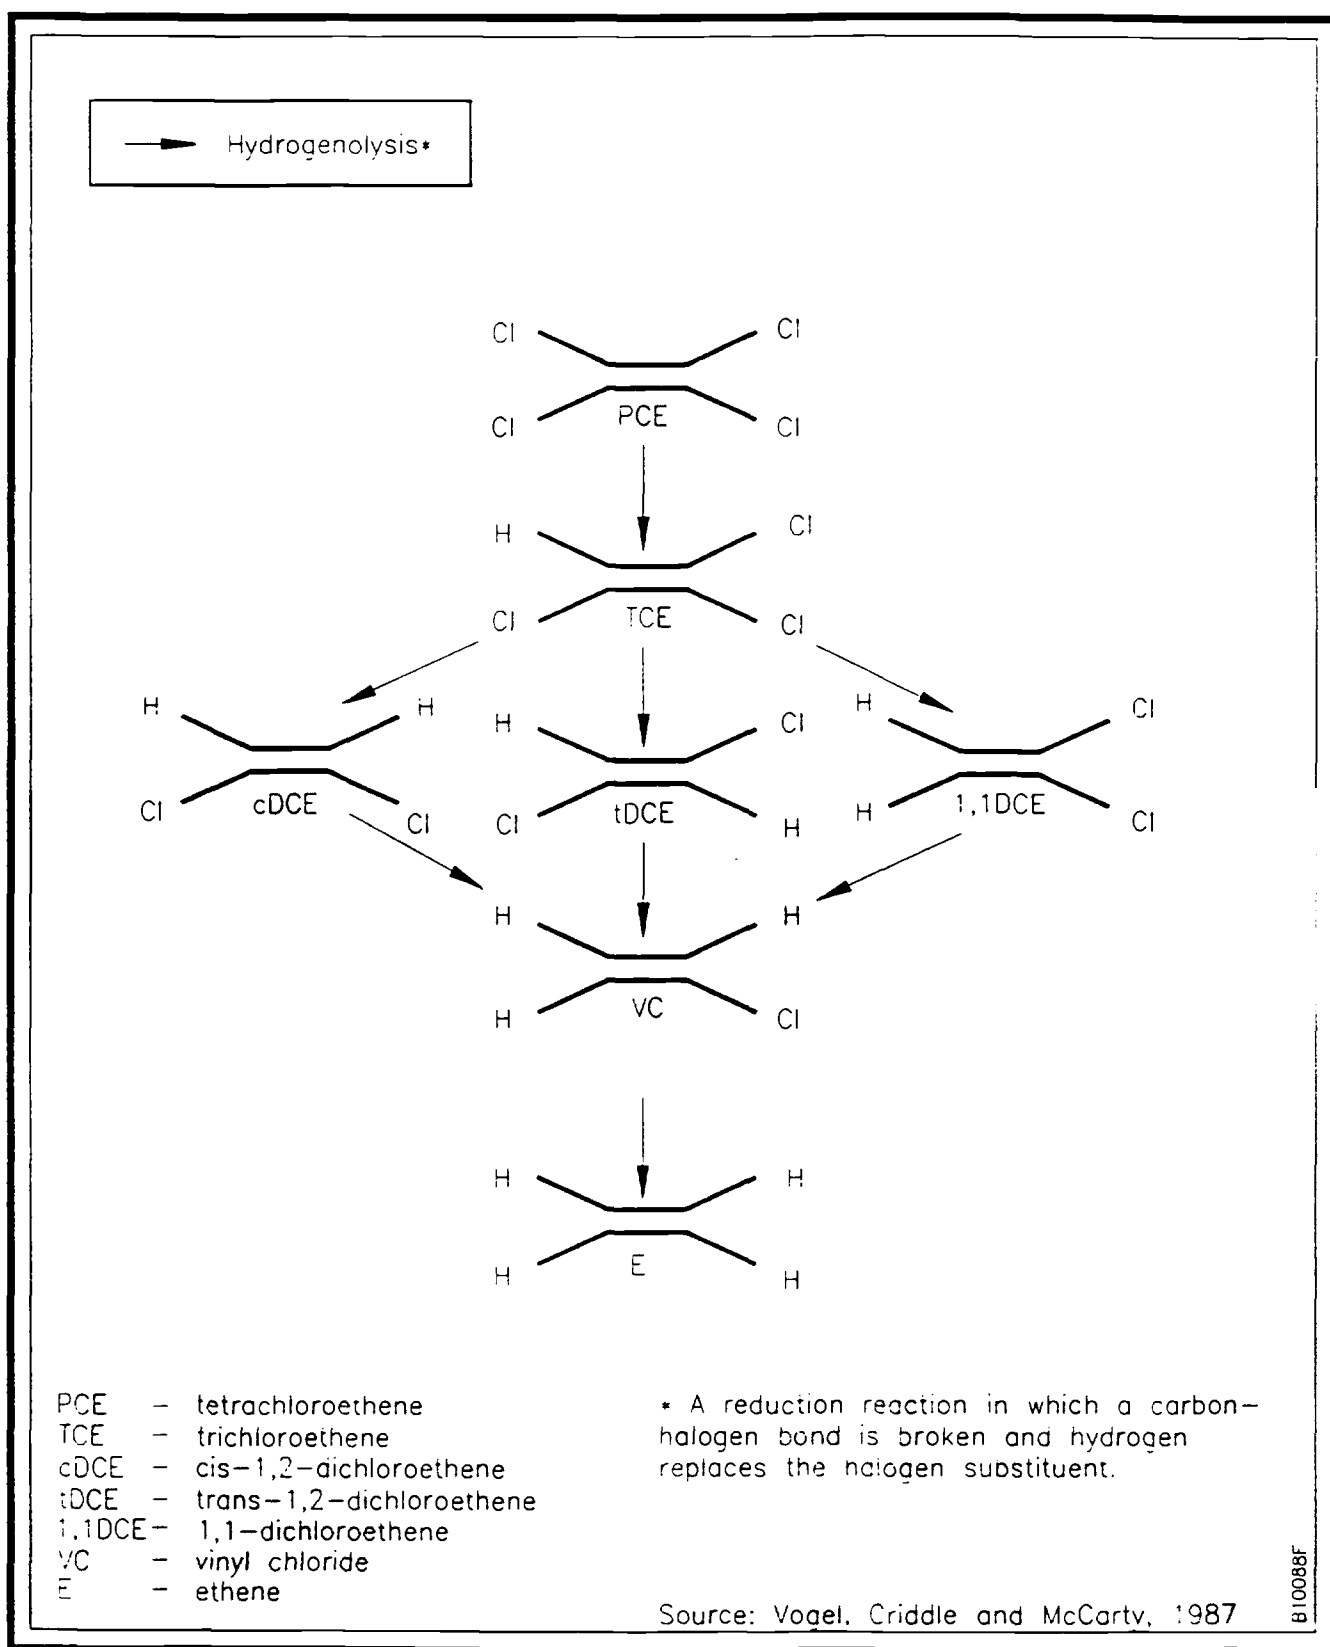 Hydrogenolysis*
Cl Cl
Cl PCE Cl
H Cl
Cl TCE Cl
H H H Cl H Cl
Cl cDCE Cl Cl tDCE H H 1,1DCE Cl
H H
H VC Cl
H H
H E H
PCE – tetrachloroethene
TCE – trichloroethene
cDCE – cis–1,2–dichloroethene
tDCE – trans–1,2–dichloroethene
1,1DCE– 1,1–dichloroethene
VC – vinyl chloride
E – ethene
* A reduction reaction in which a carbon–
halogen bond is broken and hydrogen
replaces the halogen substituent.
Source: Vogel, Criddle and McCarty, 1987
B10088F